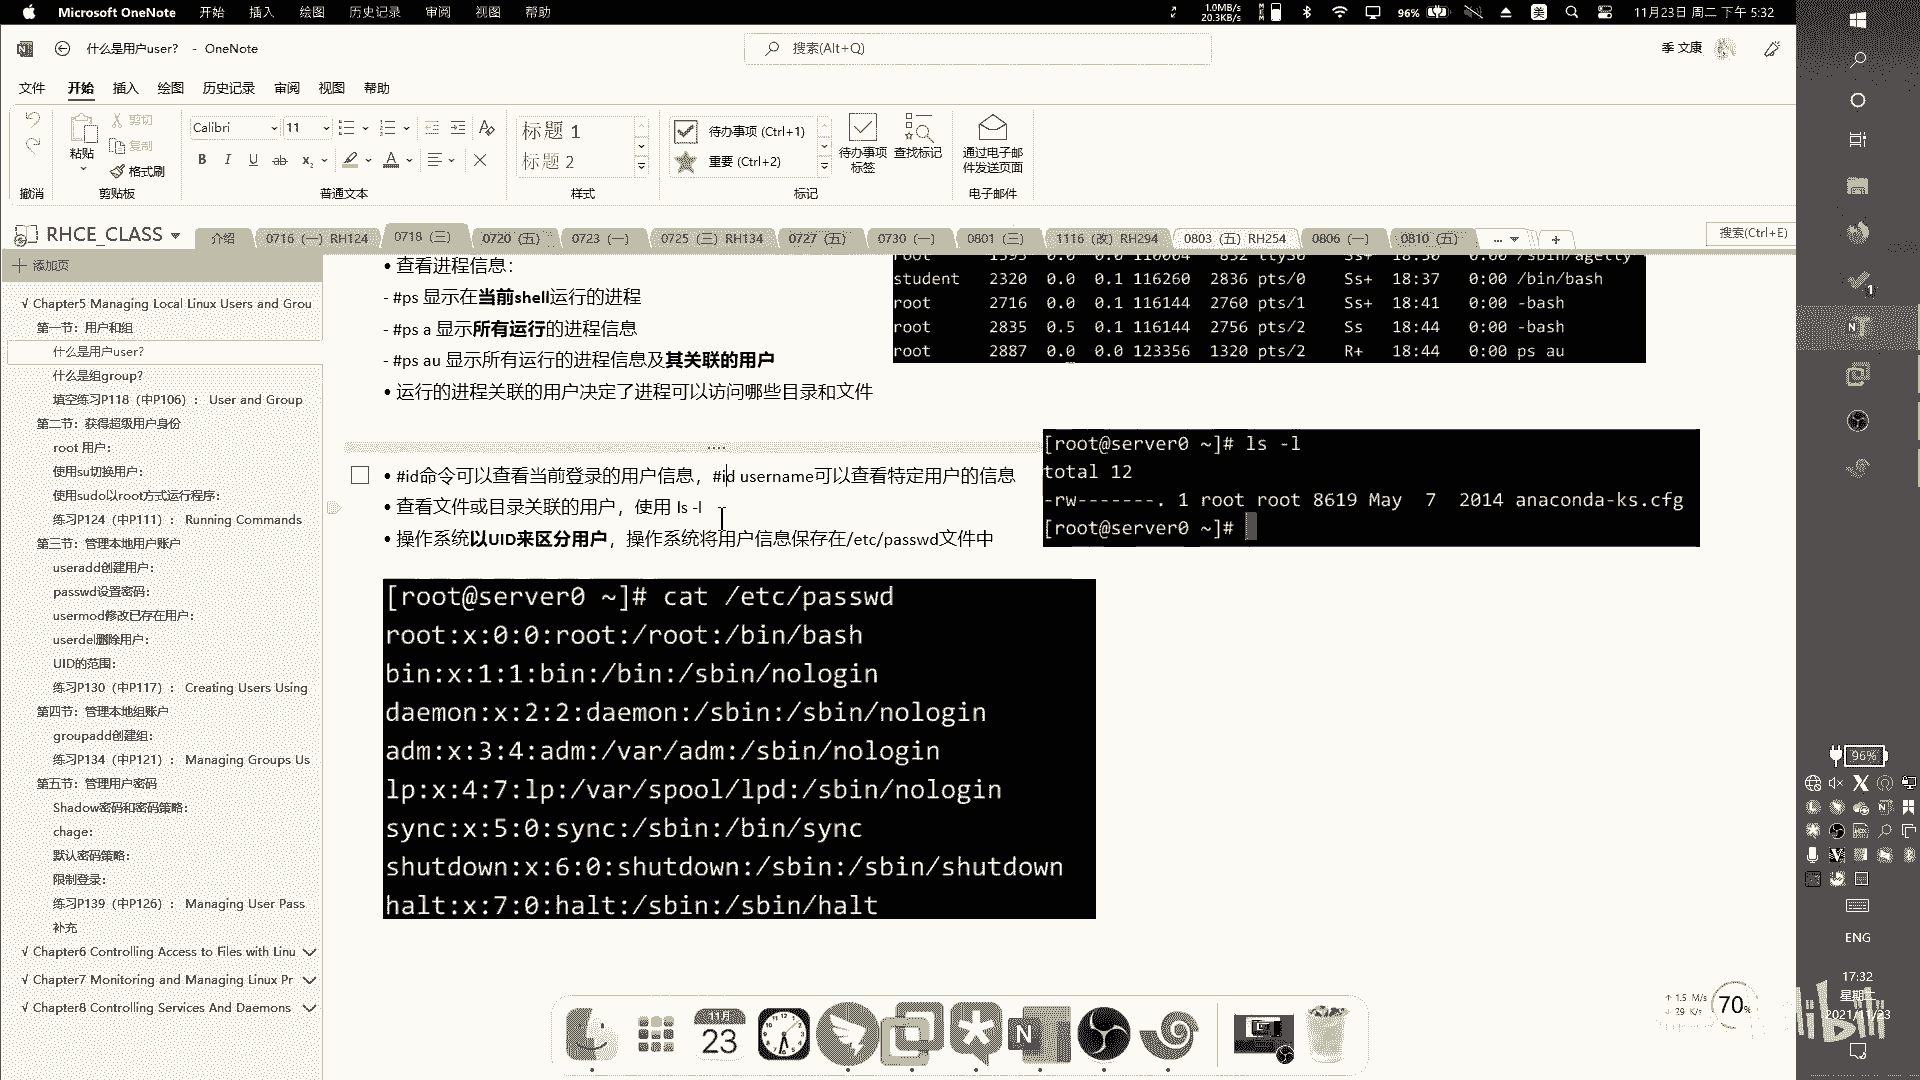 Microsoft OneNote 开始 插入 绘图 历史记录 审阅 视图 帮助
1.0MB/s
20.3KB/s
96%
美
11月23日 周二 下午 5:32
什么是用户user? - OneNote
搜索(Alt+Q)
季 文康
文件 开始 插入 绘图 历史记录 审阅 视图 帮助
粘贴
剪切
复制
格式刷
Calibri 11
标题 1
标题 2
待办事项 (Ctrl+1)
重要 (Ctrl+2)
待办事项
标签
查找标记
通过电子邮
件发送页面
撤消 剪贴板 普通文本 样式 标记 电子邮件
RHCE_CLASS
介绍 0716 (一) RH124 0718 (三) 0720 (五) 0723 (一) 0725 (三) RH134 0727 (五) 0730 (一) 0801 (三) 1116 (改) RH294 0803 (五) RH254 0806 (一) 0810 (五) ...
搜索(Ctrl+E)
添加页
√ Chapter5 Managing Local Linux Users and Grou
第一节：用户和组
什么是用户user?
什么是组group?
填空练习P118（中P106）： User and Group
第二节：获得超级用户身份
root 用户:
使用su切换用户:
使用sudo以root方式运行程序:
练习P124（中P111）： Running Commands
第三节：管理本地用户账户
useradd创建用户:
passwd设置密码:
usermod修改已存在用户:
userdel删除用户:
UID的范围:
练习P130（中P117）： Creating Users Using
第四节：管理本地组账户
groupadd创建组:
练习P134（中P121）： Managing Groups Us
第五节：管理用户密码
Shadow密码和密码策略:
chage:
默认密码策略:
限制登录:
练习P139（中P126）： Managing User Pass
补充
√ Chapter6 Controlling Access to Files with Linu
√ Chapter7 Monitoring and Managing Linux Pr
√ Chapter8 Controlling Services And Daemons
• 查看进程信息：
- #ps 显示在当前shell运行的进程
- #ps a 显示所有运行的进程信息
- #ps au 显示所有运行的进程信息及其关联的用户
• 运行的进程关联的用户决定了进程可以访问哪些目录和文件
root 1395 0.0 0.0 110004 832 ttyS0 Ss+ 18:30 0:00 /sbin/agetty
student 2320 0.0 0.1 116260 2836 pts/0 Ss+ 18:37 0:00 /bin/bash
root 2716 0.0 0.1 116144 2760 pts/1 Ss+ 18:41 0:00 -bash
root 2835 0.5 0.1 116144 2756 pts/2 Ss 18:44 0:00 -bash
root 2887 0.0 0.0 123356 1320 pts/2 R+ 18:44 0:00 ps au
• #id命令可以查看当前登录的用户信息，#id username可以查看特定用户的信息
• 查看文件或目录关联的用户，使用 ls -l
• 操作系统以UID来区分用户，操作系统将用户信息保存在/etc/passwd文件中
[root@server0 ~]# ls -l
total 12
-rw-------. 1 root root 8619 May 7 2014 anaconda-ks.cfg
[root@server0 ~]#
[root@server0 ~]# cat /etc/passwd
root:x:0:0:root:/root:/bin/bash
bin:x:1:1:bin:/bin:/sbin/nologin
daemon:x:2:2:daemon:/sbin:/sbin/nologin
adm:x:3:4:adm:/var/adm:/sbin/nologin
lp:x:4:7:lp:/var/spool/lpd:/sbin/nologin
sync:x:5:0:sync:/sbin:/bin/sync
shutdown:x:6:0:shutdown:/sbin:/sbin/shutdown
halt:x:7:0:halt:/sbin:/sbin/halt
11月
23
96%
ENG
17:32
星期二
2021/11/23
1.5 M/s
29 K/s
70%